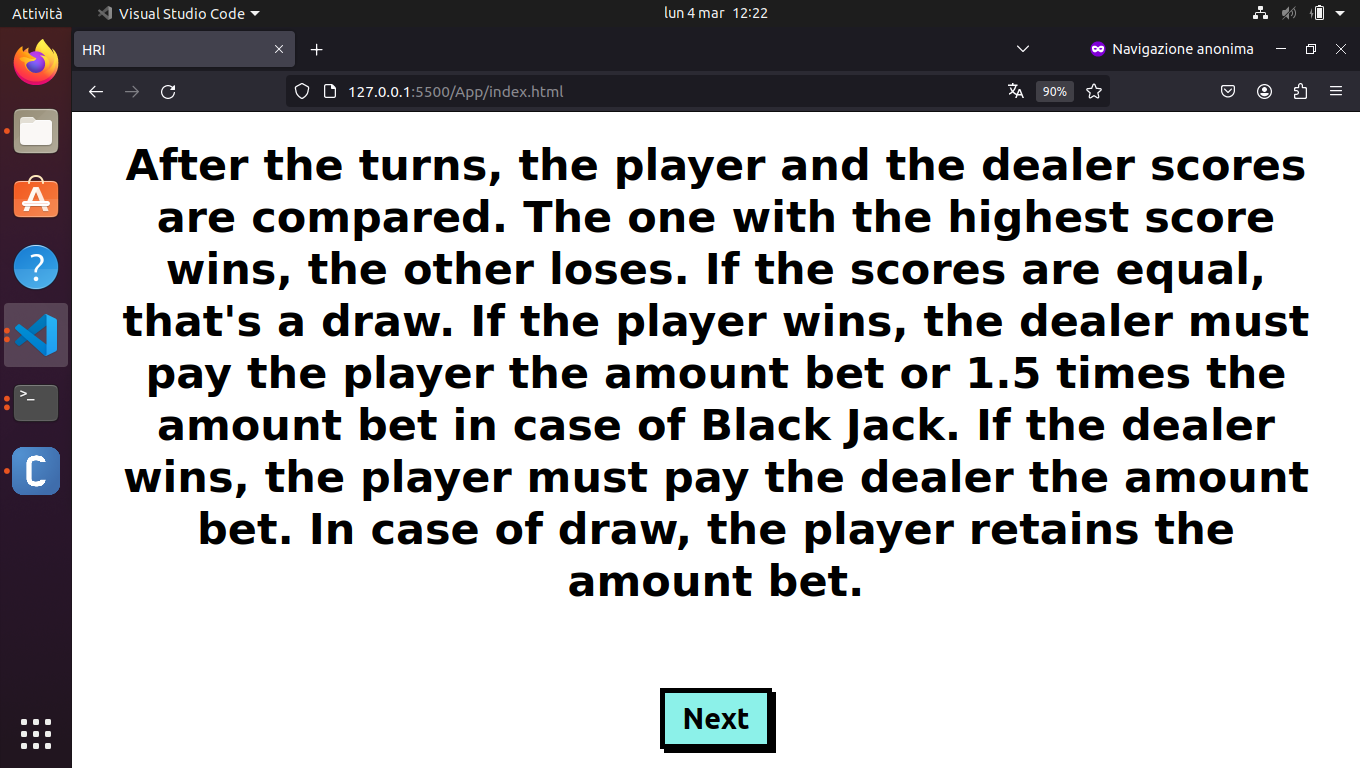 Attività
Visual Studio Code
lun 4 mar 12:22
HRI
Navigazione anonima
127.0.0.1:5500/App/index.html
90%
After the turns, the player and the dealer scores
are compared. The one with the highest score
wins, the other loses. If the scores are equal,
that's a draw. If the player wins, the dealer must
pay the player the amount bet or 1.5 times the
amount bet in case of Black Jack. If the dealer
wins, the player must pay the dealer the amount
bet. In case of draw, the player retains the
amount bet.
Next